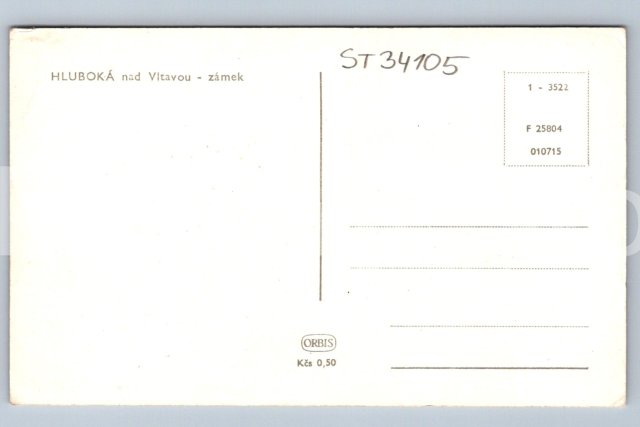 HLUBOKÁ nad Vltavou - zámek
ST34105
1 - 3522
F 25804
010715
ORBIS
Kčs 0,50